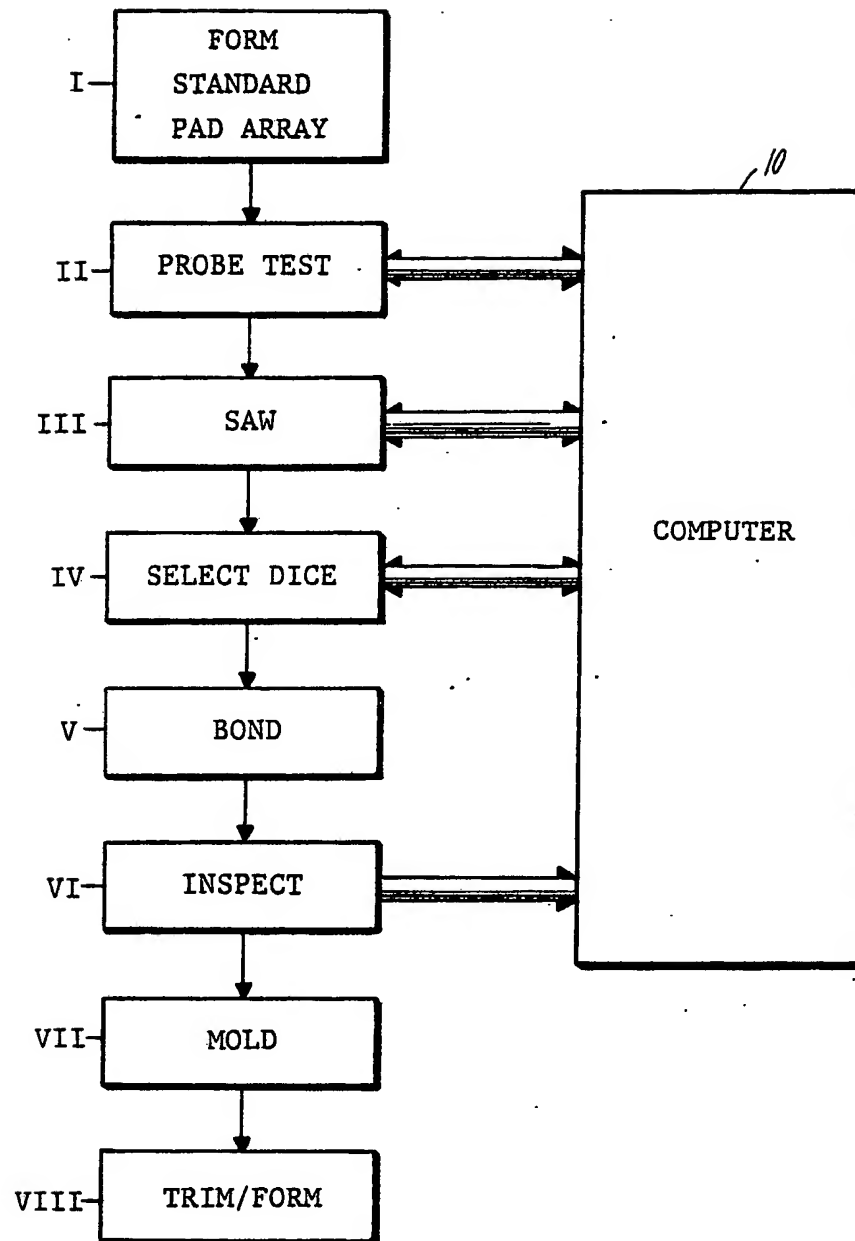 I
FORM
STANDARD
PAD ARRAY
10
II
PROBE TEST
III
SAW
COMPUTER
IV
SELECT DICE
V
BOND
VI
INSPECT
VII
MOLD
VIII
TRIM/FORM